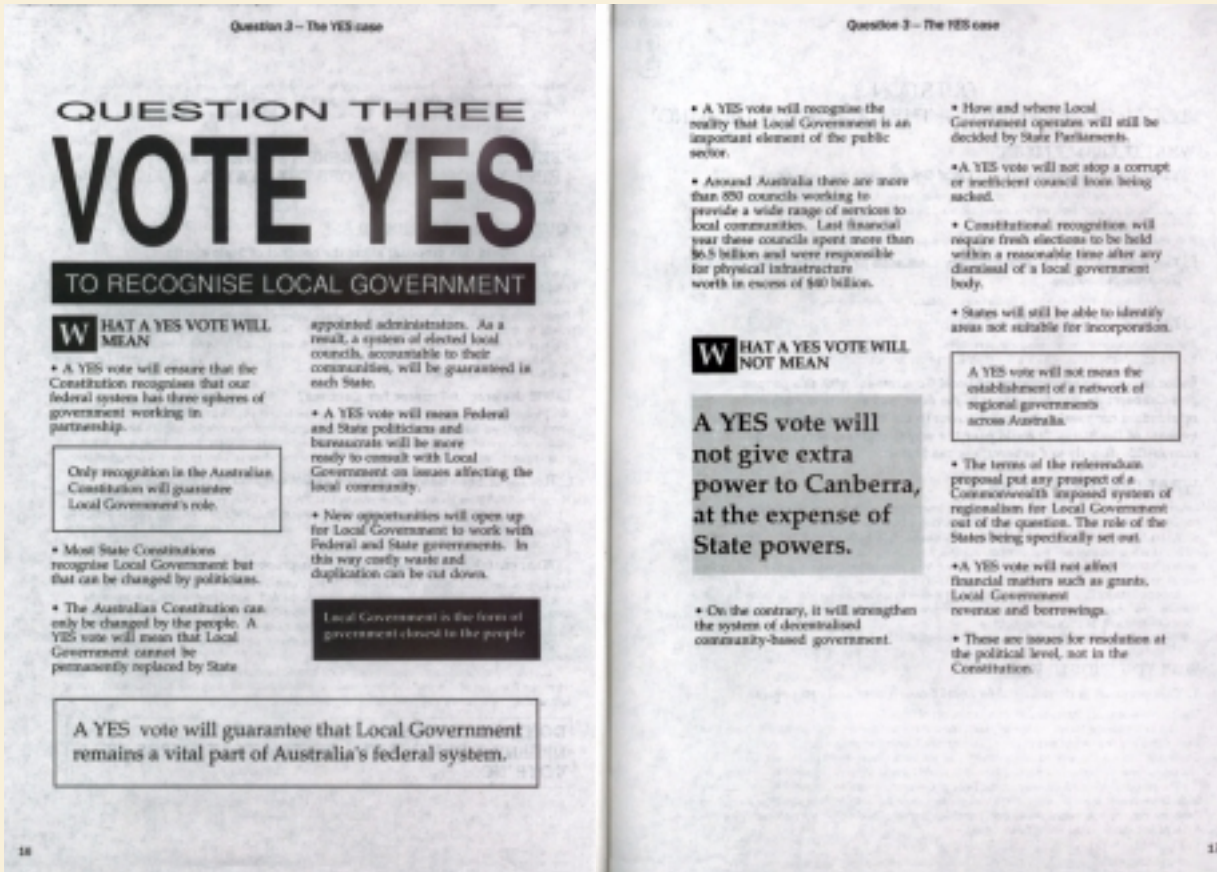 Question 3 – The YES case
QUESTION THREE
VOTE YES
TO RECOGNISE LOCAL GOVERNMENT
WHAT A YES VOTE WILL
MEAN
• A YES vote will ensure that the
Constitution recognises that our
federal system has three spheres of
government working in
partnership.
Only recognition in the Australian
Constitution will guarantee
Local Government's role.
• Most State Constitutions
recognise Local Government but
that can be changed by politicians.
• The Australian Constitution can
only be changed by the people. A
YES vote will mean that Local
Government cannot be
permanently replaced by State
appointed administrators. As a
result, a system of elected local
councils, accountable to their
communities, will be guaranteed in
each State.
• A YES vote will mean Federal
and State politicians and
bureaucrats will be more
ready to consult with Local
Government on issues affecting the
local community.
• New opportunities will open up
for Local Government to work with
Federal and State governments. In
this way costly waste and
duplication can be cut down.
Local Government is the form of
government closest to the people
A YES vote will guarantee that Local Government
remains a vital part of Australia's federal system.
Question 3 – The YES case
• A YES vote will recognise the
reality that Local Government is an
important element of the public
sector.
• Around Australia there are more
than 850 councils working to
provide a wide range of services to
local communities. Last financial
year these councils spent more than
$6.5 billion and were responsible
for physical infrastructure
worth in excess of $40 billion.
WHAT A YES VOTE WILL
NOT MEAN
A YES vote will
not give extra
power to Canberra,
at the expense of
State powers.
• On the contrary, it will strengthen
the system of decentralised
community-based government.
• How and where Local
Government operates will still be
decided by State Parliaments.
•A YES vote will not stop a corrupt
or inefficient council from being
sacked.
• Constitutional recognition will
require fresh elections to be held
within a reasonable time after any
dismissal of a local government
body.
• States will still be able to identify
areas not suitable for incorporation.
A YES vote will not mean the
establishment of a network of
regional governments
across Australia.
• The terms of the referendum
proposal put any prospect of a
Commonwealth imposed system of
regionalism for Local Government
out of the question. The role of the
States being specifically set out.
•A YES vote will not affect
financial matters such as grants,
Local Government
revenue and borrowings.
• These are issues for resolution at
the political level, not in the
Constitution.